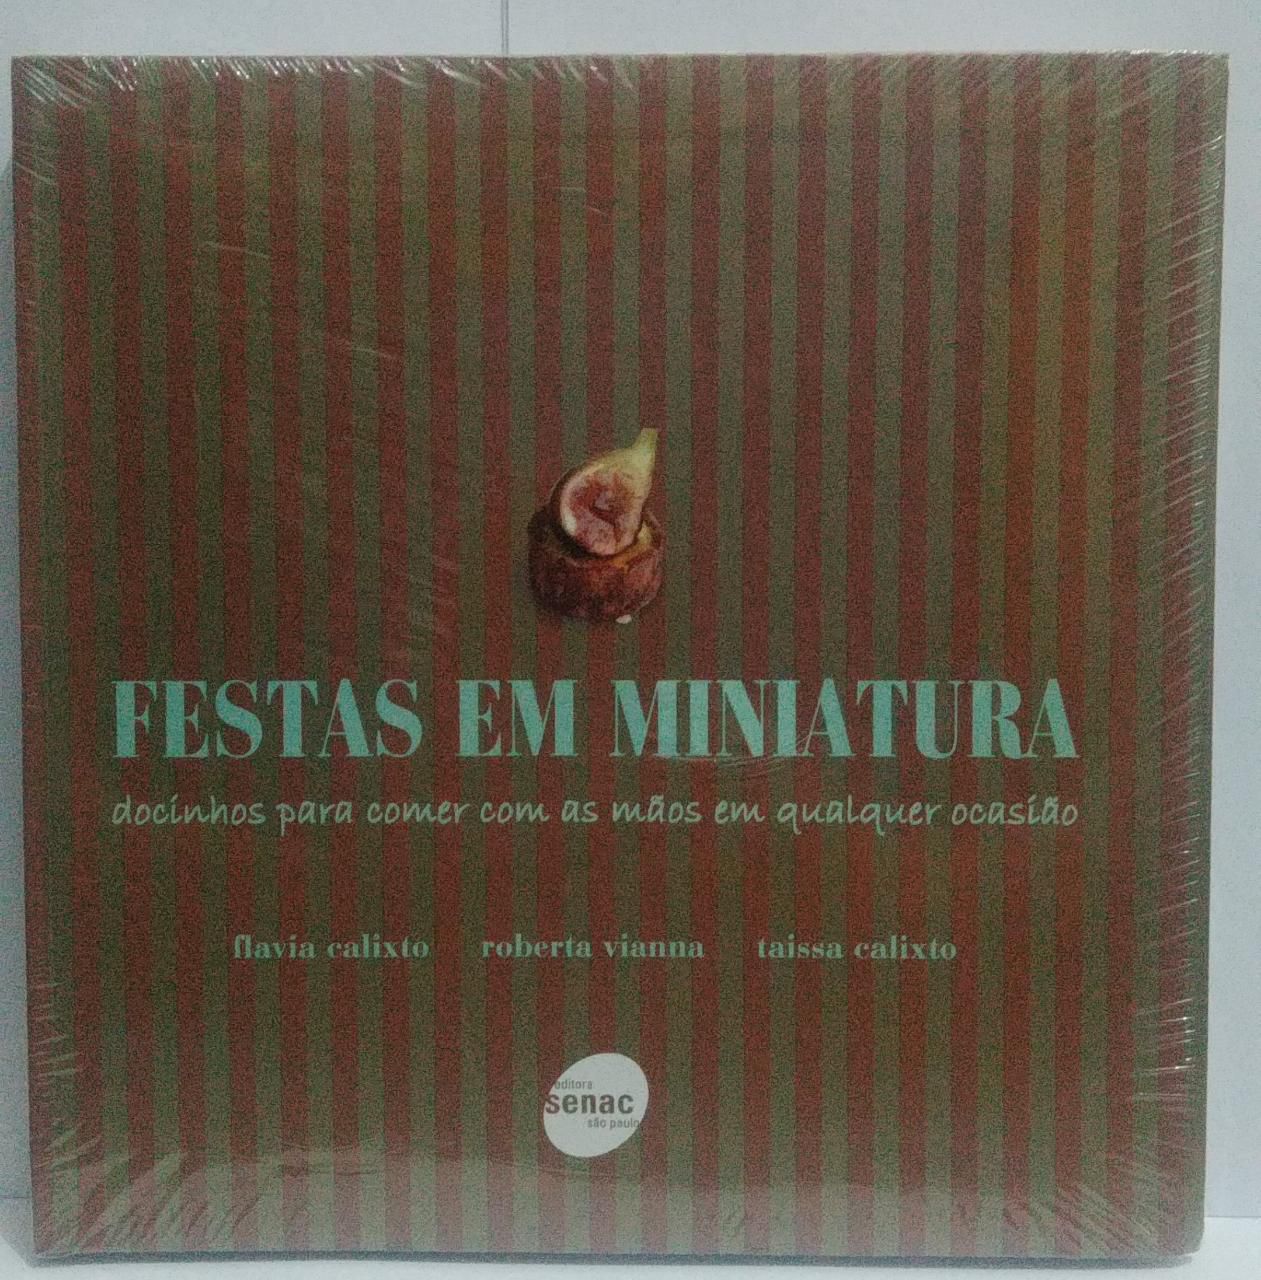 FESTAS EM MINIATURA
docinhos para comer com as mãos em qualquer ocasião
flavia calixto roberta vianna taissa calixto
editora
senac
são paulo